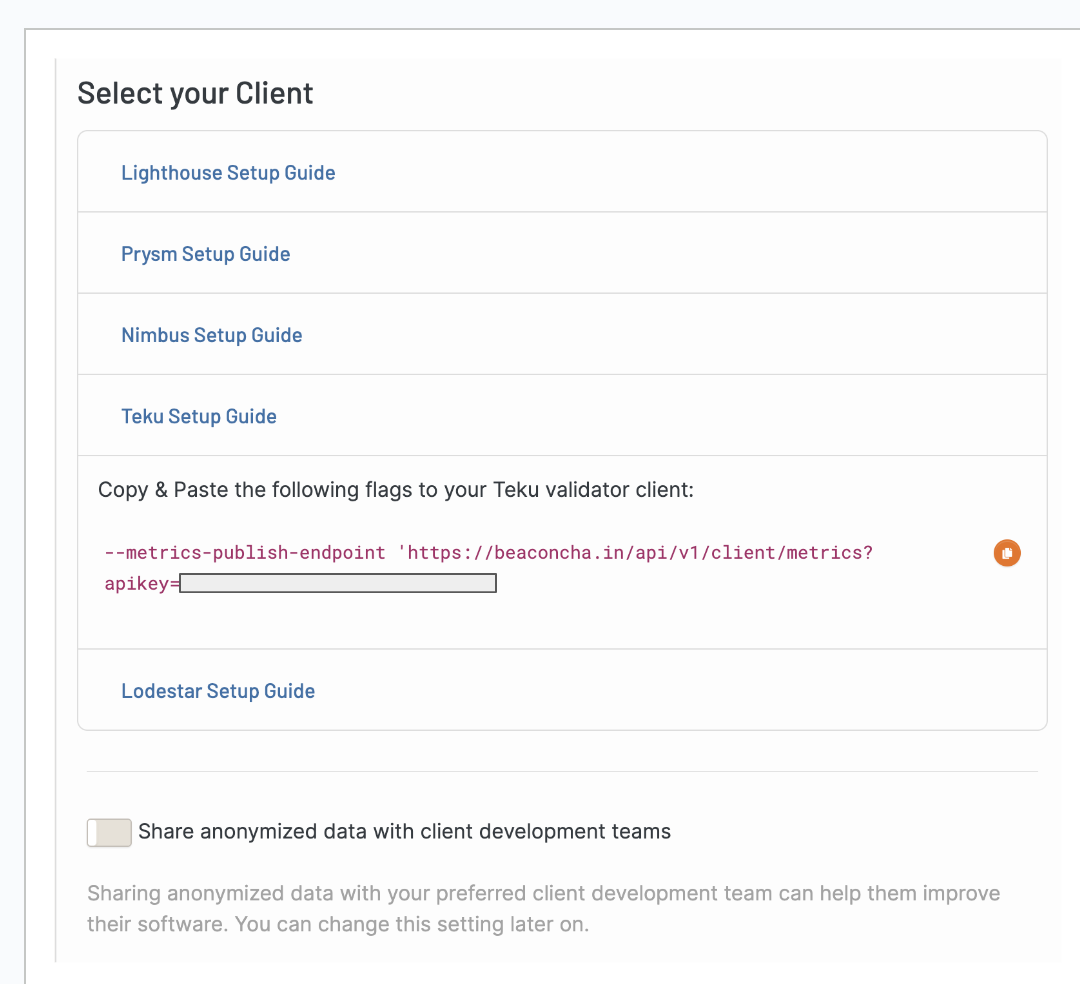 Select your Client
Lighthouse Setup Guide
Prysm Setup Guide
Nimbus Setup Guide
Teku Setup Guide
Copy & Paste the following flags to your Teku validator client:
--metrics-publish-endpoint 'https://beaconcha.in/api/v1/client/metrics?
apikey=
Lodestar Setup Guide
Share anonymized data with client development teams
Sharing anonymized data with your preferred client development team can help them improve
their software. You can change this setting later on.